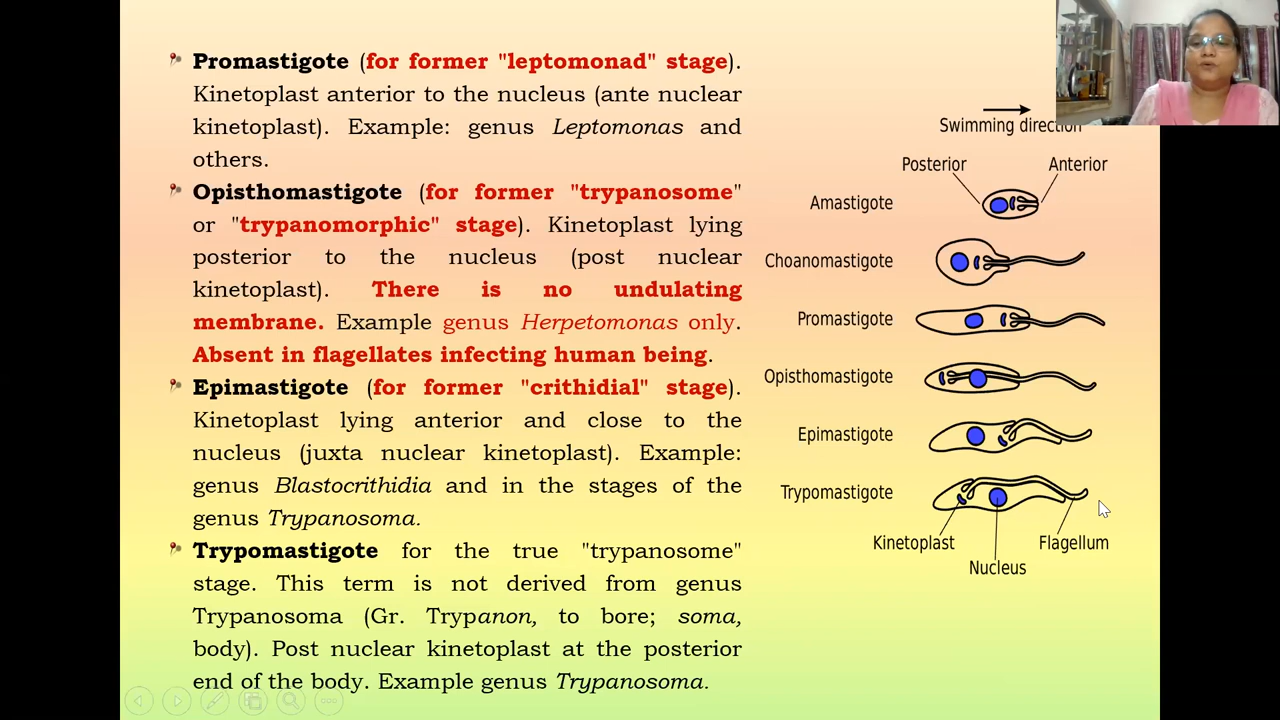 Promastigote (for former "leptomonad" stage).
Kinetoplast anterior to the nucleus (ante nuclear
kinetoplast). Example: genus Leptomonas and
others.
Opisthomastigote (for former "trypanosome"
or "trypanomorphic" stage). Kinetoplast lying
posterior to the nucleus (post nuclear
kinetoplast). There is no undulating
membrane. Example genus Herpetomonas only.
Absent in flagellates infecting human being.
Epimastigote (for former "crithidial" stage).
Kinetoplast lying anterior and close to the
nucleus (juxta nuclear kinetoplast). Example:
genus Blastocrithidia and in the stages of the
genus Trypanosoma.
Trypomastigote for the true "trypanosome"
stage. This term is not derived from genus
Trypanosoma (Gr. Trypanon, to bore; soma,
body). Post nuclear kinetoplast at the posterior
end of the body. Example genus Trypanosoma.
Swimming direction
Posterior Anterior
Amastigote
Choanomastigote
Promastigote
Opisthomastigote
Epimastigote
Trypomastigote
Kinetoplast Flagellum
Nucleus